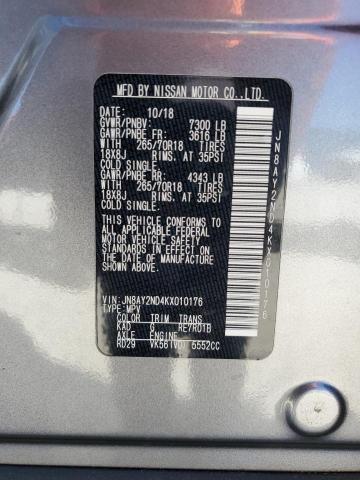 MFD BY NISSAN MOTOR CO.,LTD.
DATE: 10/18
GVWR/PNBV: 7300 LB
GAWR/PNBE FR: 3616 LB
WITH 265/70R18 TIRES
18X8J RIMS, AT 35PSI
COLD SINGLE.
GAWR/PNBE RR: 4343 LB
WITH 265/70R18 TIRES
18X8J RIMS, AT 35PSI
COLD SINGLE.
THIS VEHICLE CONFORMS TO
ALL APPLICABLE FEDERAL
MOTOR VEHICLE SAFETY
STANDARDS IN EFFECT ON
THE DATE OF MANUFACTURE
SHOWN ABOVE.
VIN: JN8AY2ND4KX010176
TYPE: MPV
COLOR TRIM TRANS
KAD G RE7R01B
AXLE ENGINE
RD29 VK56(VD) 5552CC
JN8AY2ND4KX010176